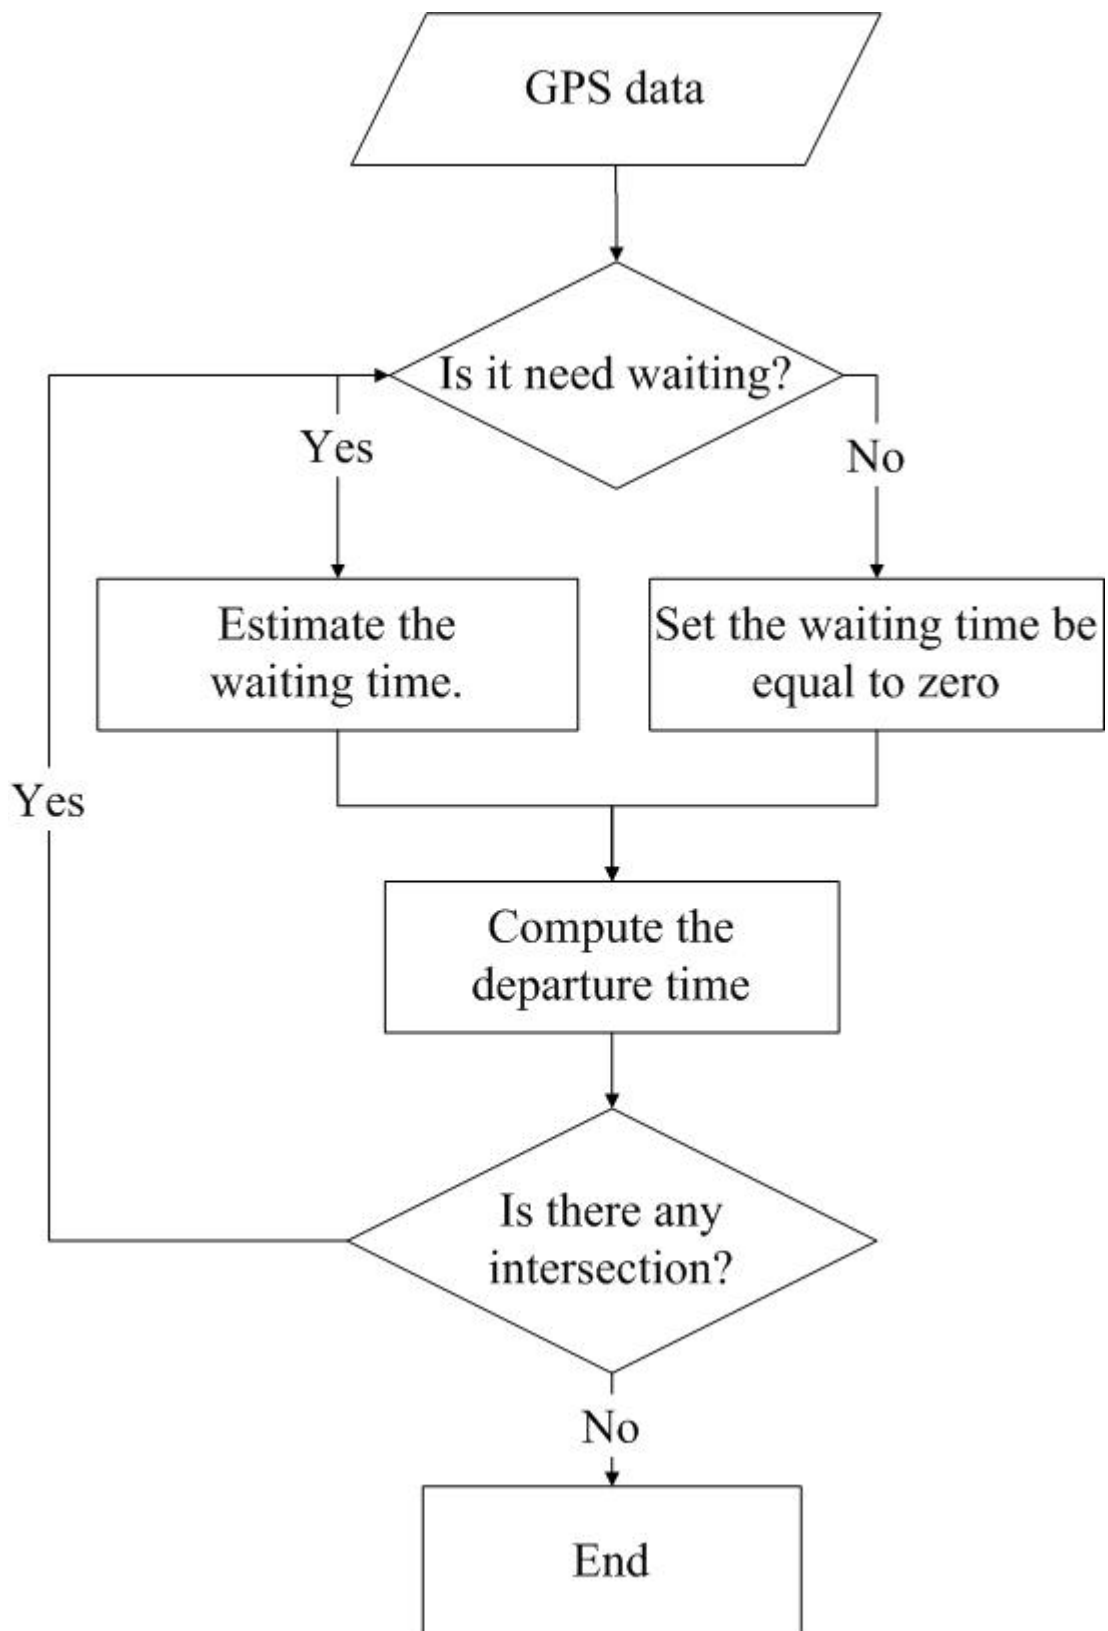 GPS data
Is it need waiting?
Yes
No
Estimate the
waiting time.
Set the waiting time be
equal to zero
Yes
Compute the
departure time
Is there any
intersection?
No
End